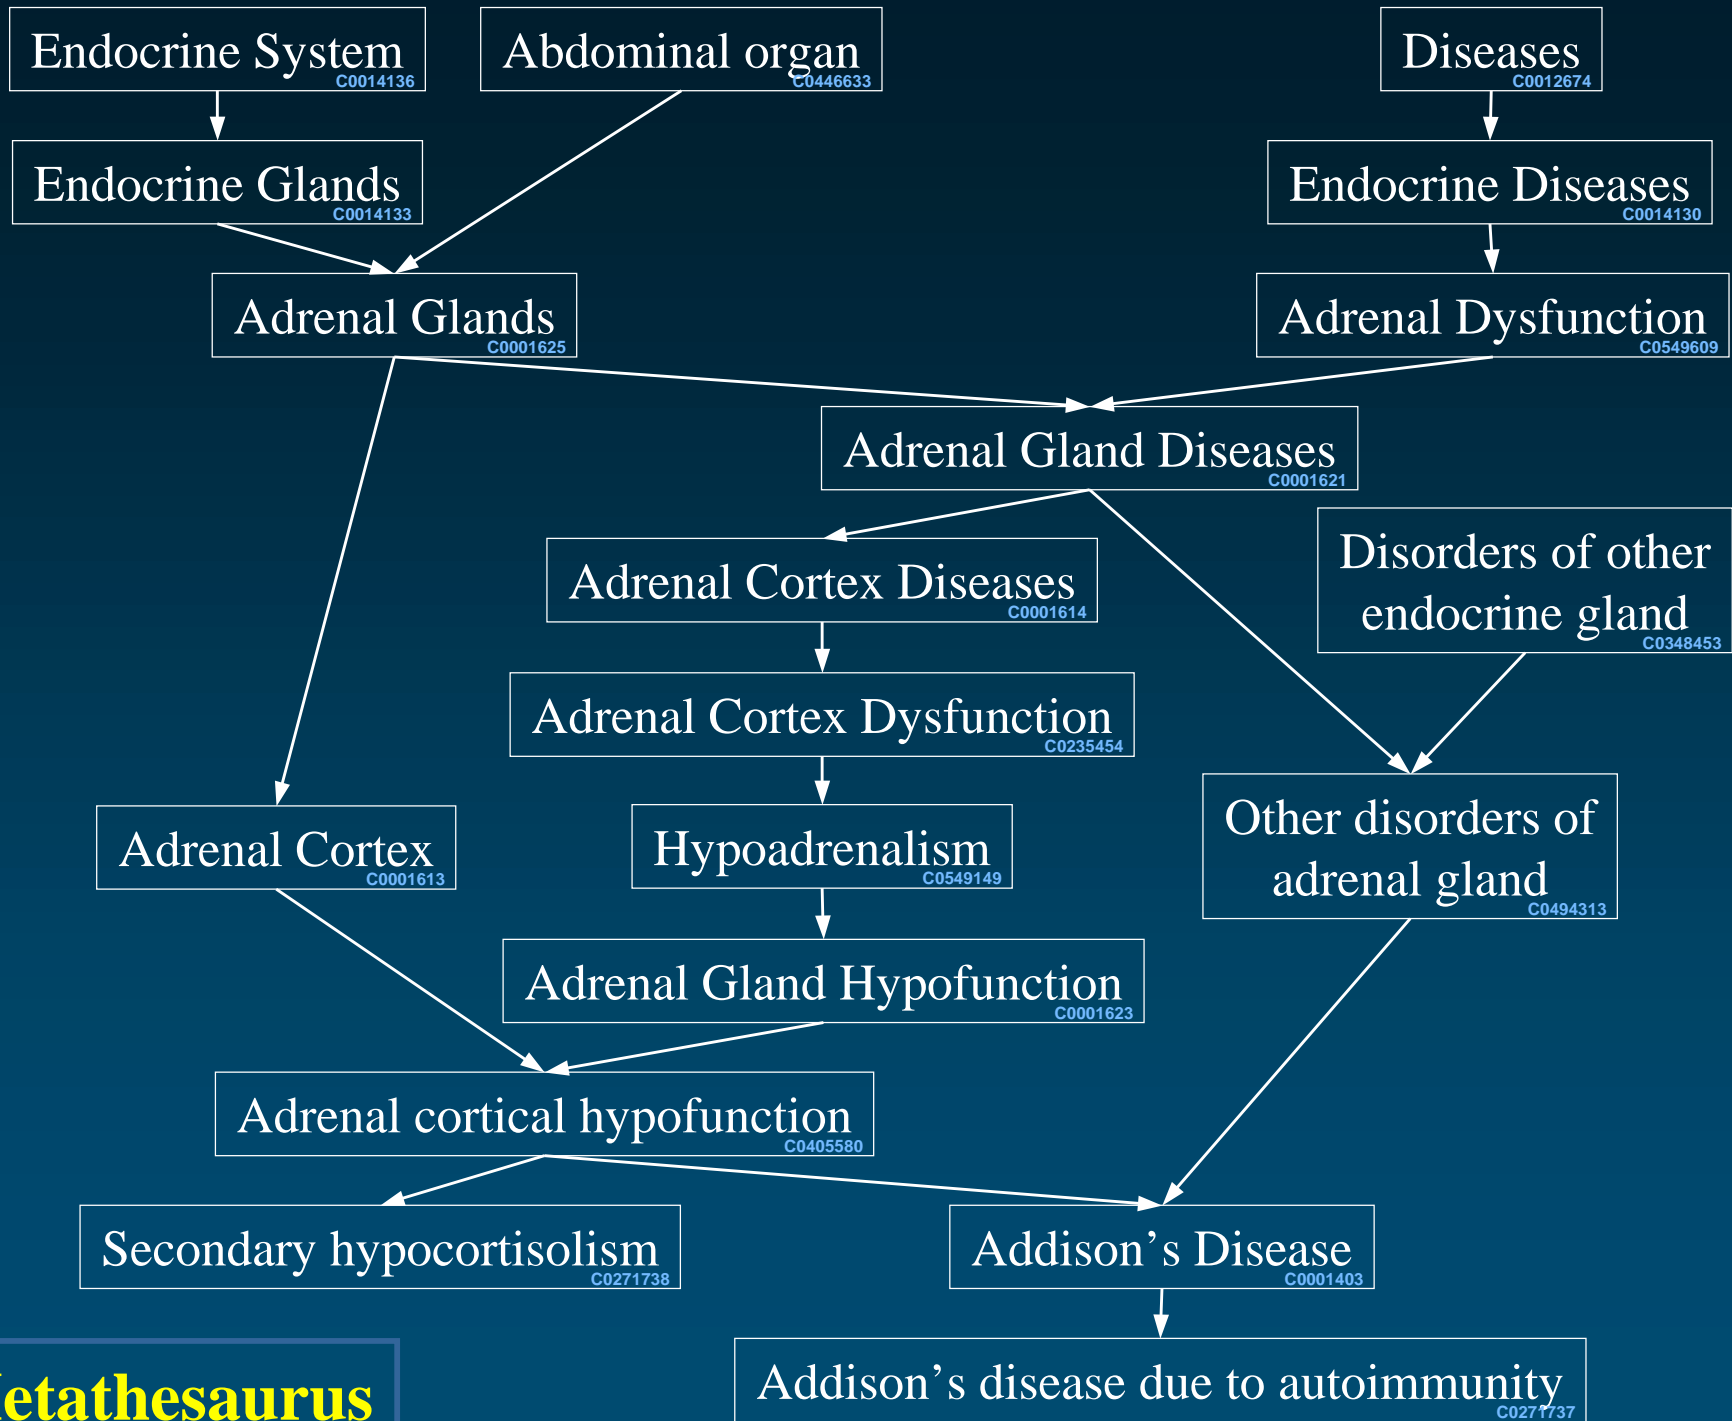 Endocrine System
C0014136
Abdominal organ
C0446633
Diseases
C0012674
Endocrine Glands
C0014133
Endocrine Diseases
C0014130
Adrenal Glands
C0001625
Adrenal Dysfunction
C0549609
Adrenal Gland Diseases
C0001621
Adrenal Cortex Diseases
C0001614
Disorders of other
endocrine gland
C0348453
Adrenal Cortex Dysfunction
C0235454
Adrenal Cortex
C0001613
Hypoadrenalism
C0549149
Other disorders of
adrenal gland
C0494313
Adrenal Gland Hypofunction
C0001623
Adrenal cortical hypofunction
C0405580
Secondary hypocortisolism
C0271738
Addison’s Disease
C0001403
etathesaurus
Addison’s disease due to autoimmunity
C0271737